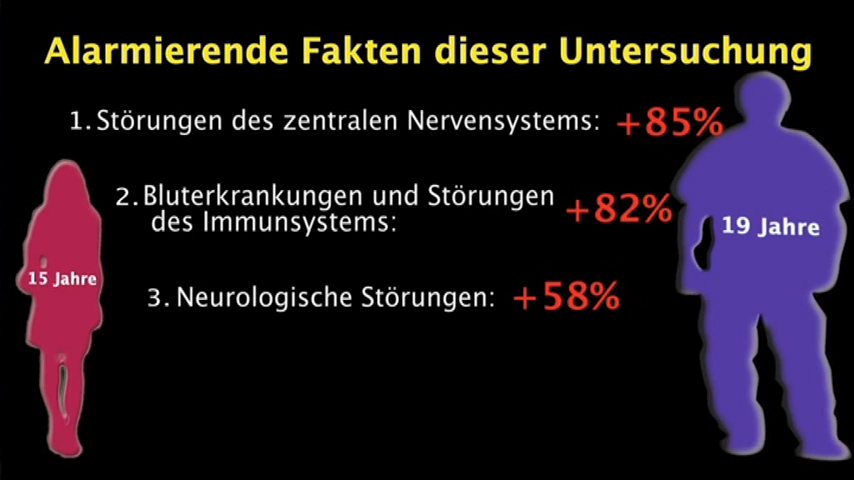 Alarmierende Fakten dieser Untersuchung
1. Störungen des zentralen Nervensystems: +85%
2. Bluterkrankungen und Störungen
des Immunsystems: +82%
19 Jahre
15 Jahre
3. Neurologische Störungen: +58%